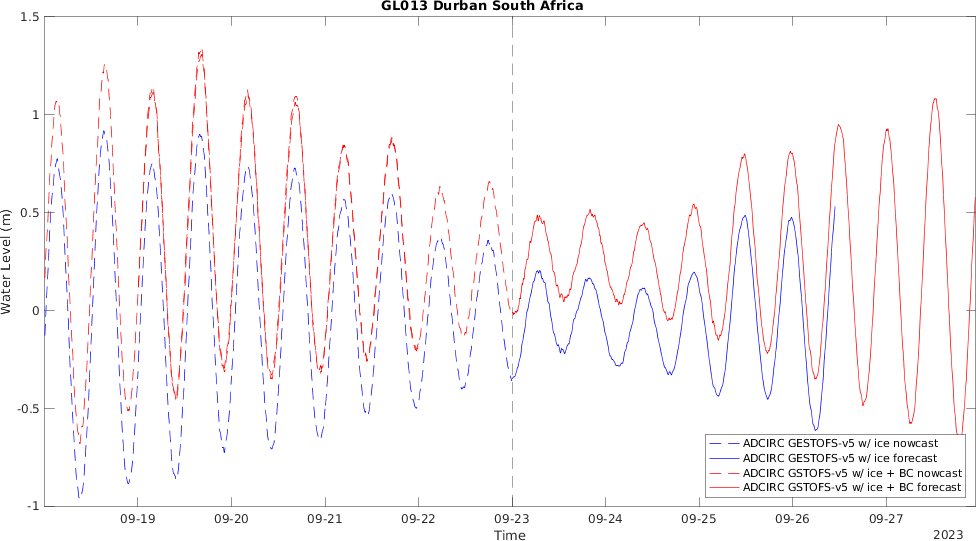 GL013 Durban South Africa
1.5
1
0.5
0
-0.5
-1
Water Level (m)
ADCIRC GESTOFS-v5 w/ ice nowcast
ADCIRC GESTOFS-v5 w/ ice forecast
ADCIRC GSTOFS-v5 w/ ice + BC nowcast
ADCIRC GSTOFS-v5 w/ ice + BC forecast
09-19 09-20 09-21 09-22 09-23 09-24 09-25 09-26 09-27
Time
2023